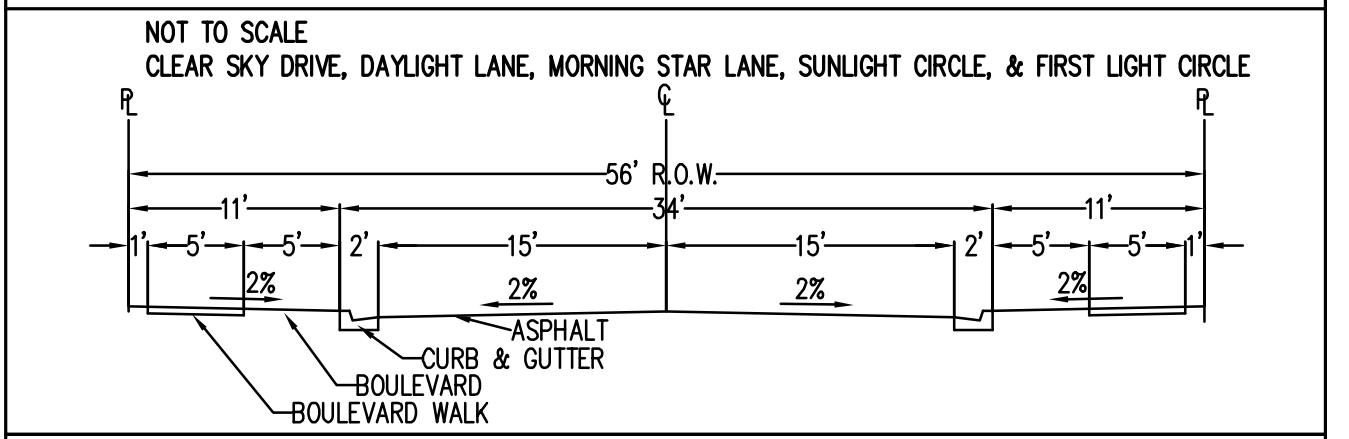 NOT TO SCALE
CLEAR SKY DRIVE, DAYLIGHT LANE, MORNING STAR LANE, SUNLIGHT CIRCLE, & FIRST LIGHT CIRCLE
PL CL PL
56' R.O.W.
11' 34' 11'
1' 5' 5' 2' 15' 15' 2' 5' 5' 1'
2% 2% 2% 2%
ASPHALT
CURB & GUTTER
BOULEVARD
BOULEVARD WALK